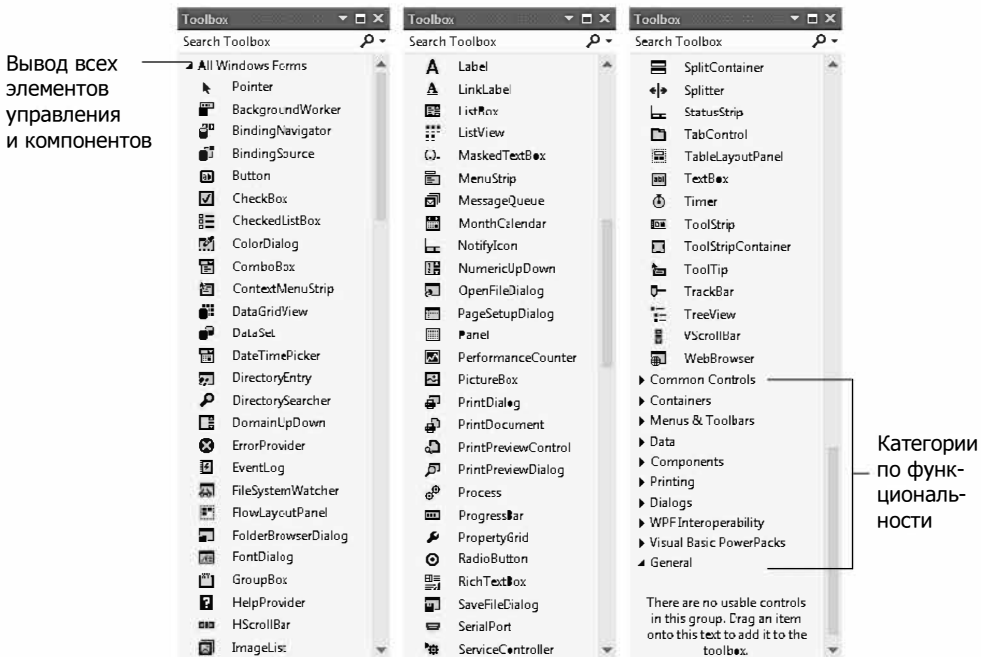 Вывод всех
элементов
управления
и компонентов
Toolbox
Search Toolbox
All Windows Forms
Pointer
BackgroundWorker
BindingNavigator
BindingSource
Button
CheckBox
CheckedListBox
ColorDialog
ComboBox
ContextMenuStrip
DataGridView
DataSet
DateTimePicker
DirectoryEntry
DirectorySearcher
DomainUpDown
ErrorProvider
EventLog
FileSystemWatcher
FlowLayoutPanel
FolderBrowserDialog
FontDialog
GroupBox
HelpProvider
HScrollBar
ImageList
Toolbox
Search Toolbox
Label
LinkLabel
ListBox
ListView
MaskedTextBox
MenuStrip
MessageQueue
MonthCalendar
NotifyIcon
NumericUpDown
OpenFileDialog
PageSetupDialog
Panel
PerformanceCounter
PictureBox
PrintDialog
PrintDocument
PrintPreviewControl
PrintPreviewDialog
Process
ProgressBar
PropertyGrid
RadioButton
RichTextBox
SaveFileDialog
SerialPort
ServiceController
Toolbox
Search Toolbox
SplitContainer
Splitter
StatusStrip
TabControl
TableLayoutPanel
TextBox
Timer
ToolStrip
ToolStripContainer
ToolTip
TrackBar
TreeView
VScrollBar
WebBrowser
Common Controls
Containers
Menus & Toolbars
Data
Components
Printing
Dialogs
WPF Interoperability
Visual Basic PowerPacks
General
There are no usable controls
in this group. Drag an item
onto this text to add it to the
toolbox.
Категории
по функ-
циональ-
ности